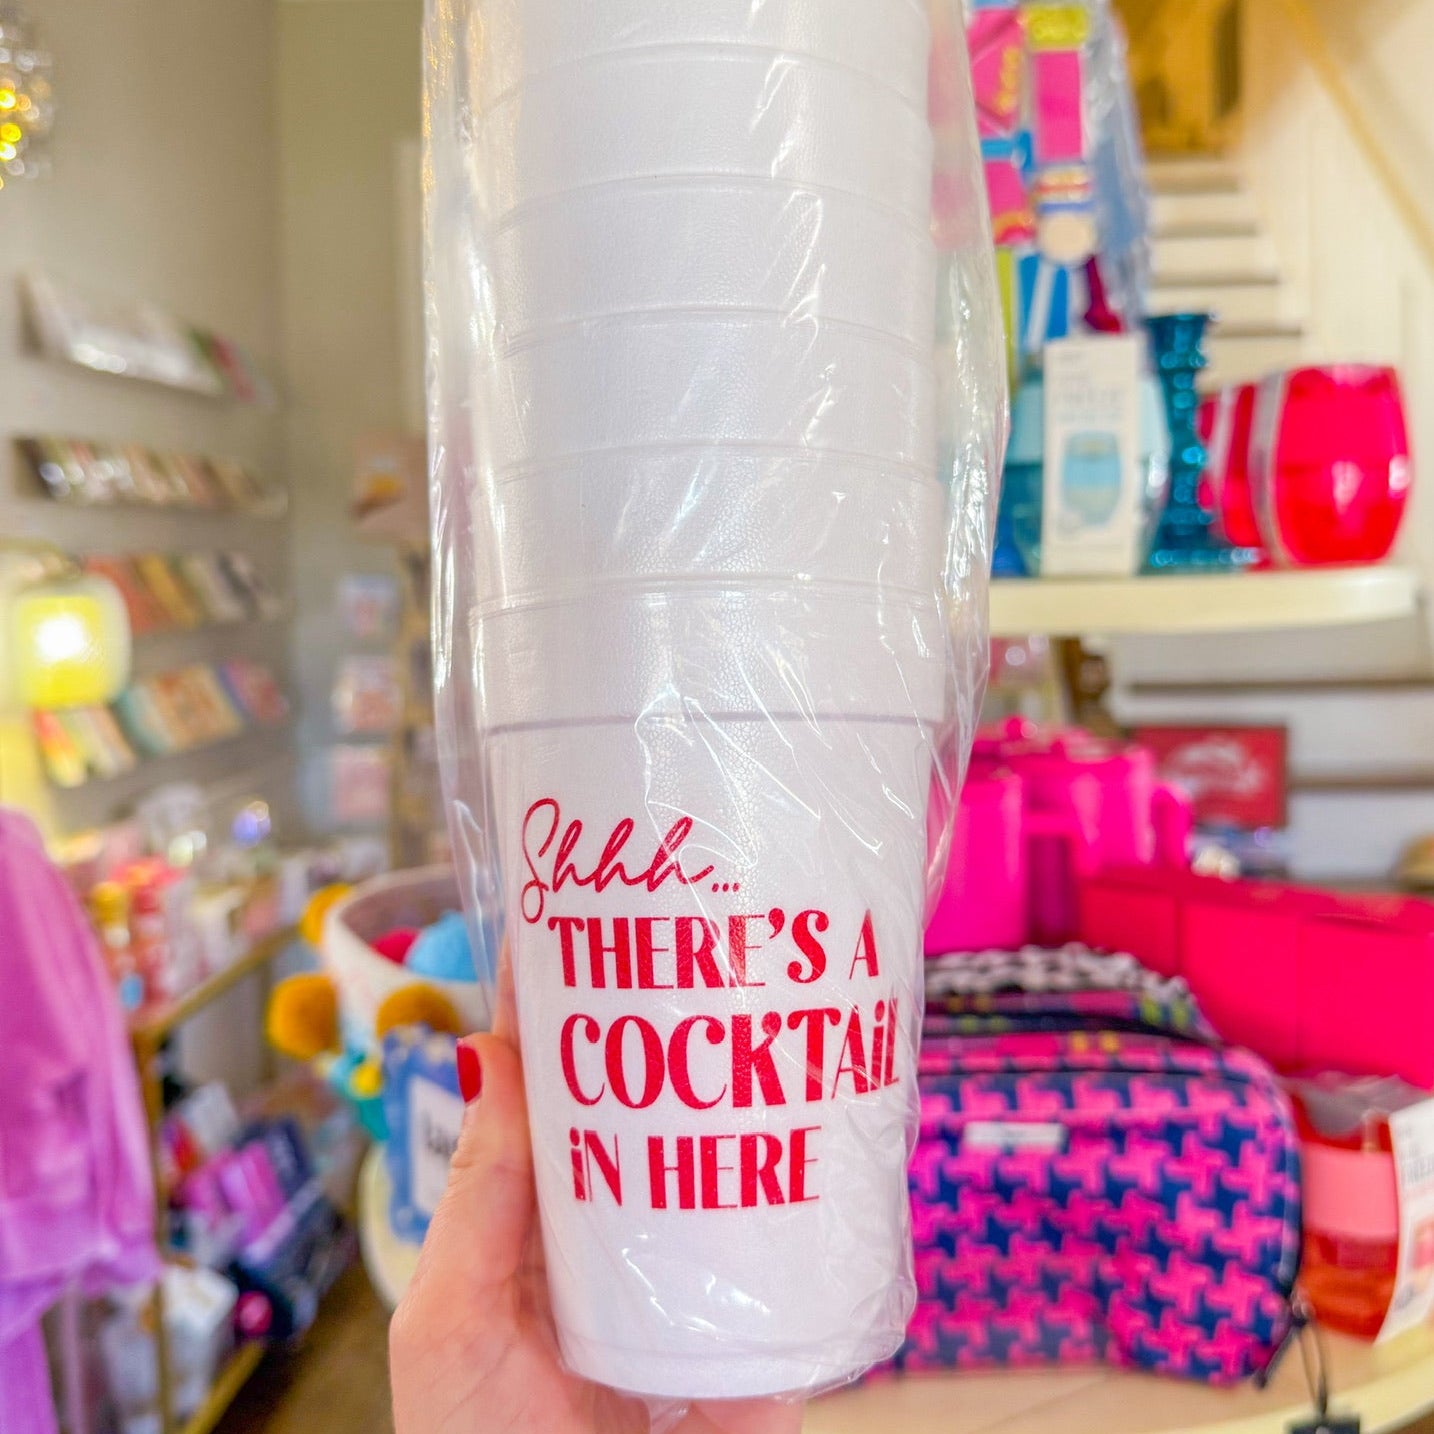 Shhh...
THERE'S A
COCKTAiL
iN HERE